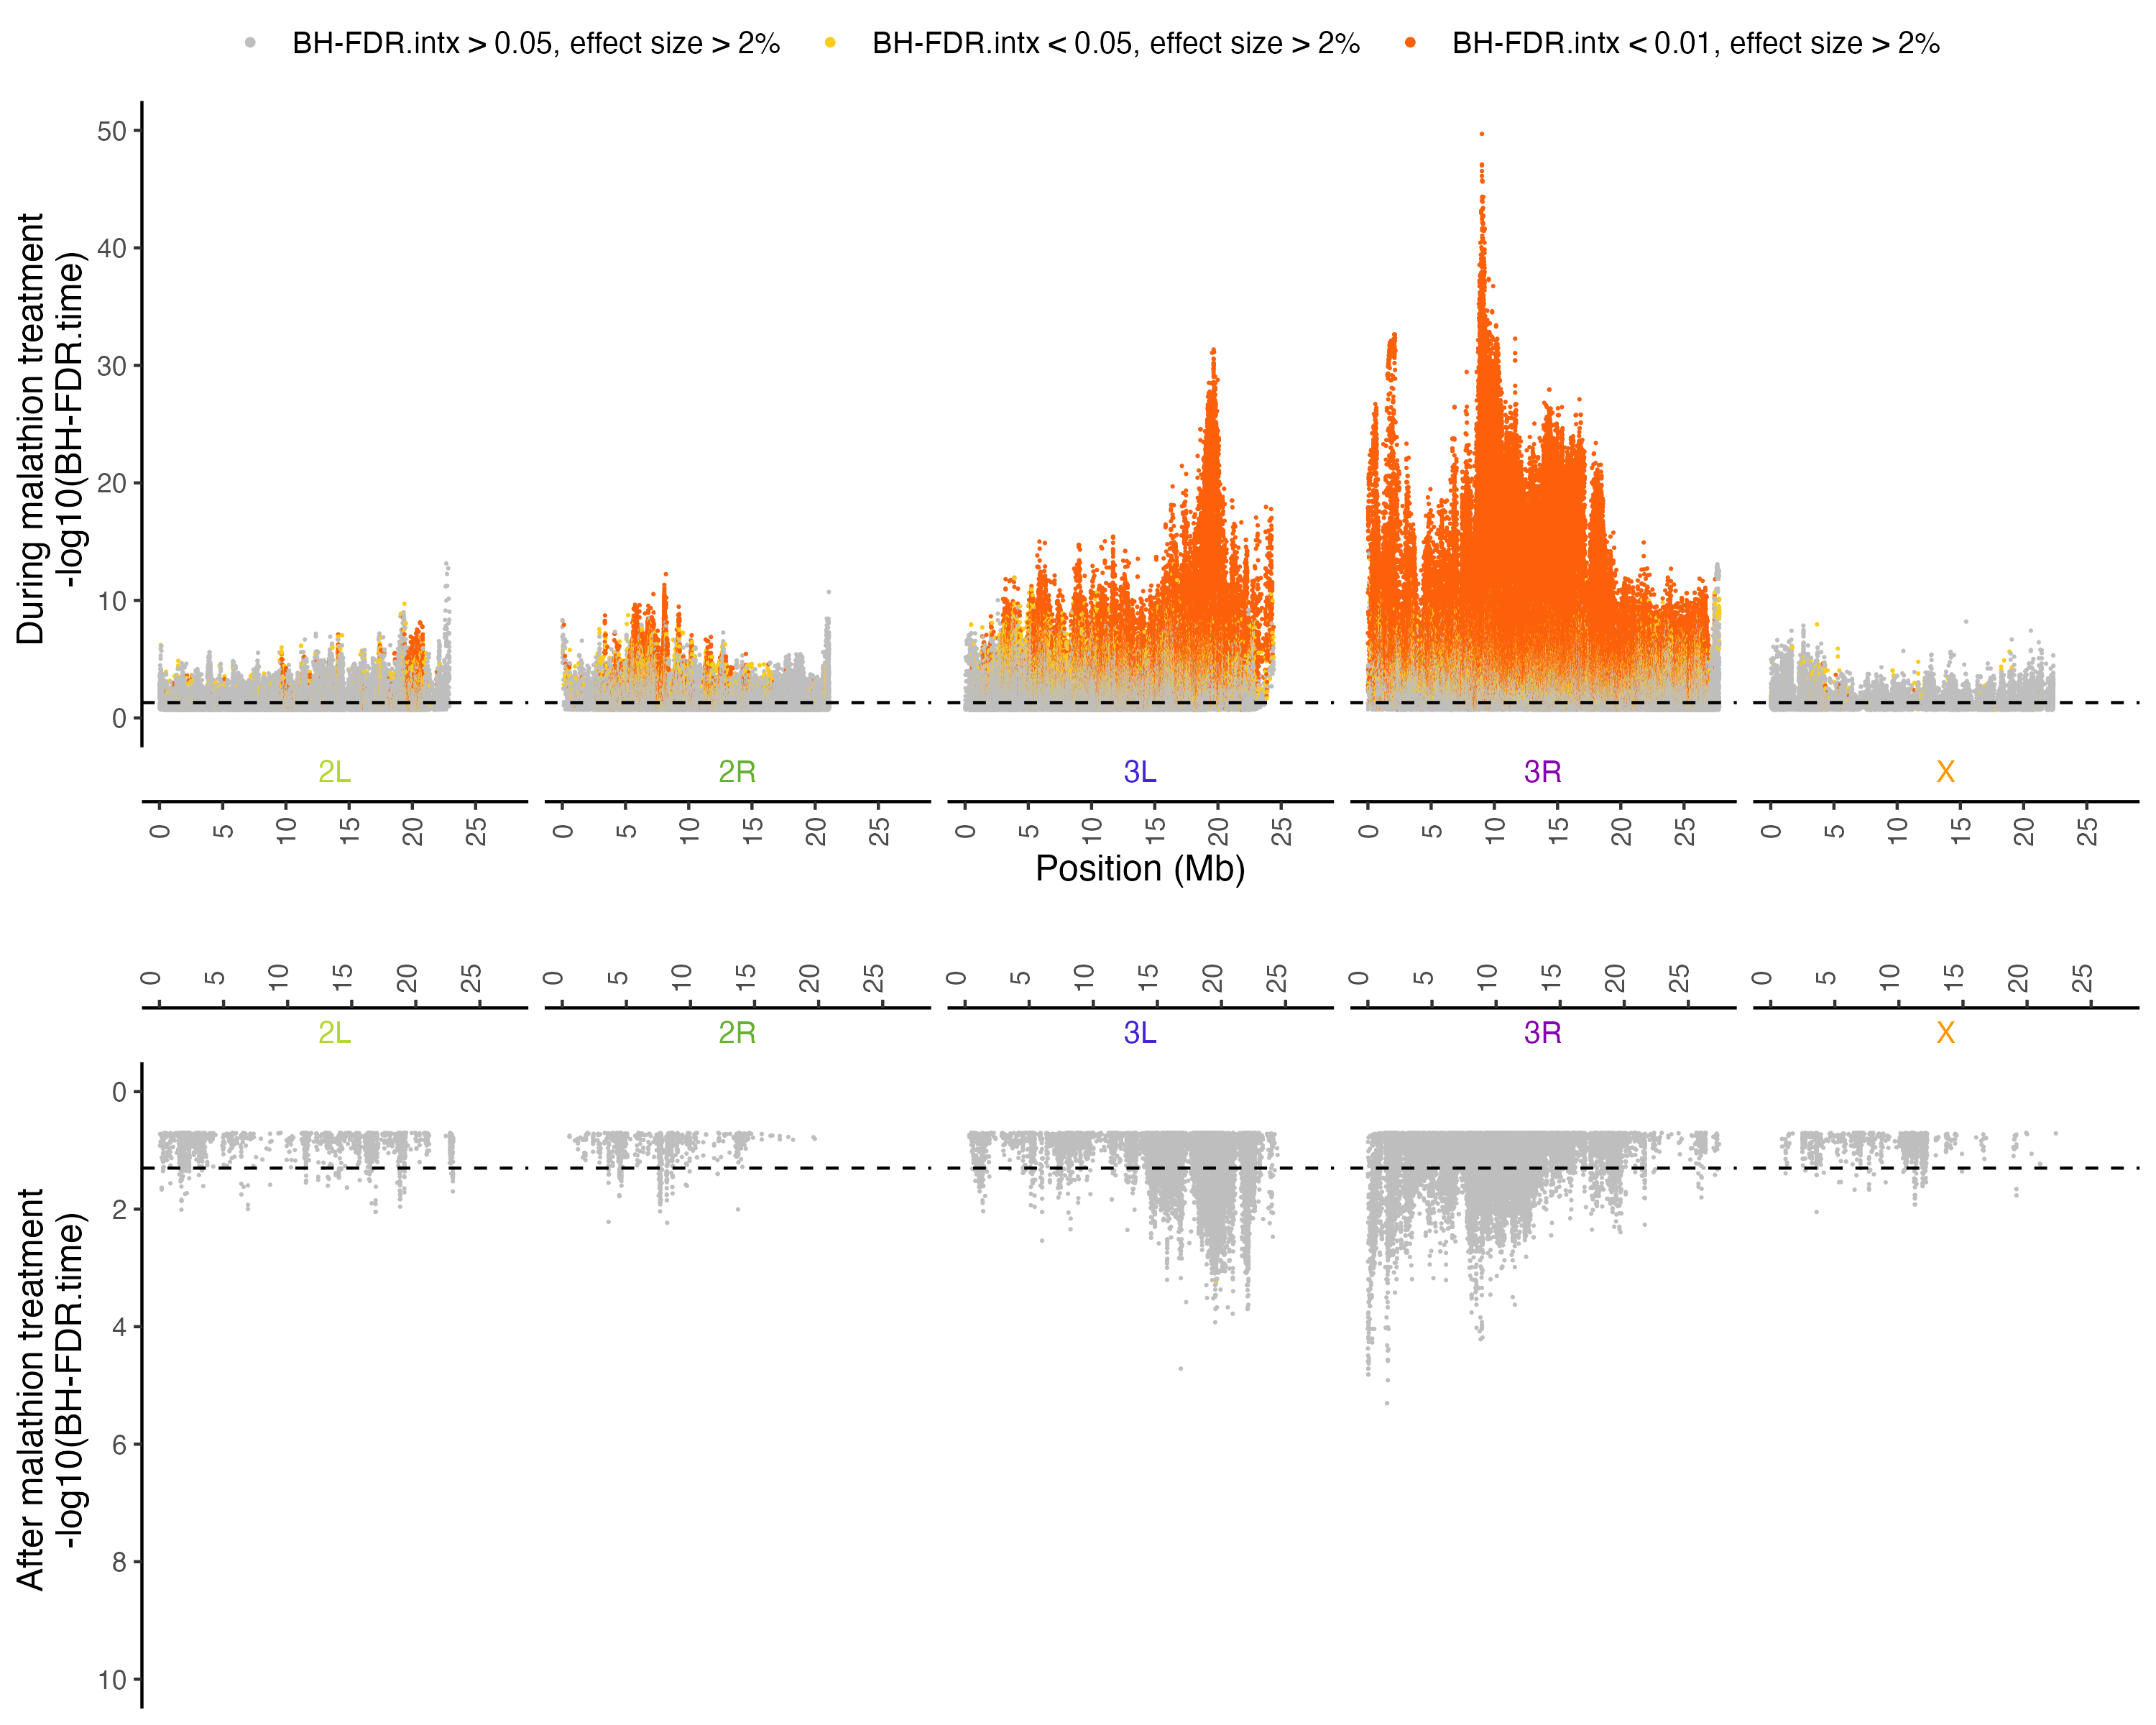 BH-FDR.intx > 0.05, effect size > 2% BH-FDR.intx < 0.05, effect size > 2% BH-FDR.intx < 0.01, effect size > 2%
During malathion treatment
-log10(BH-FDR.time)
50
40
30
20
10
0
2L 2R 3L 3R X
0 5 10 15 20 25 0 5 10 15 20 25 0 5 10 15 20 25 0 5 10 15 20 25 0 5 10 15 20 25
Position (Mb)
0 5 10 15 20 25 0 5 10 15 20 25 0 5 10 15 20 25 0 5 10 15 20 25 0 5 10 15 20 25
2L 2R 3L 3R X
After malathion treatment
-log10(BH-FDR.time)
0
2
4
6
8
10